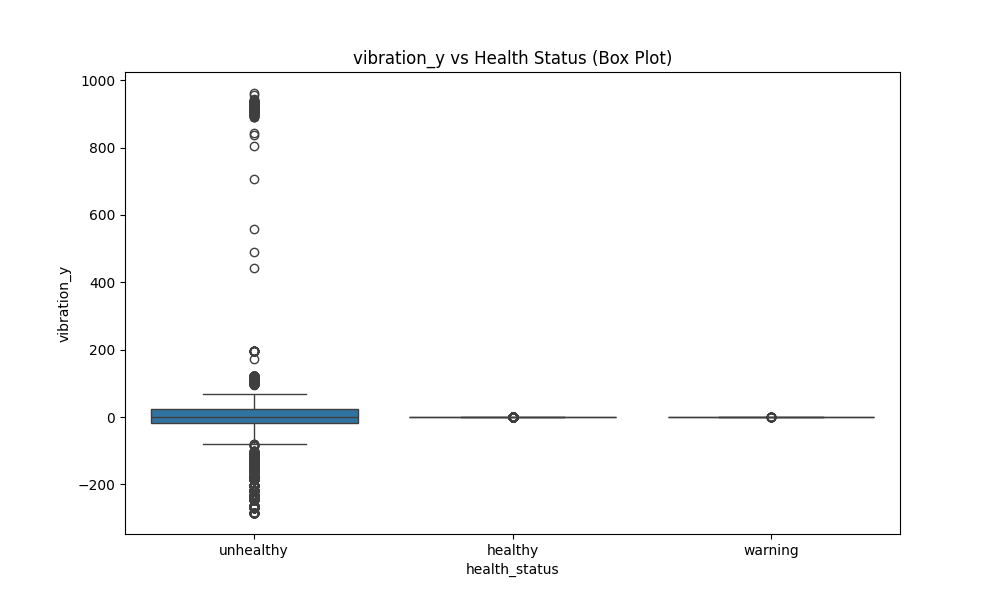 vibration_y vs Health Status (Box Plot)
1000
800
600
400
200
0
−200
vibration_y
unhealthy healthy warning
health_status